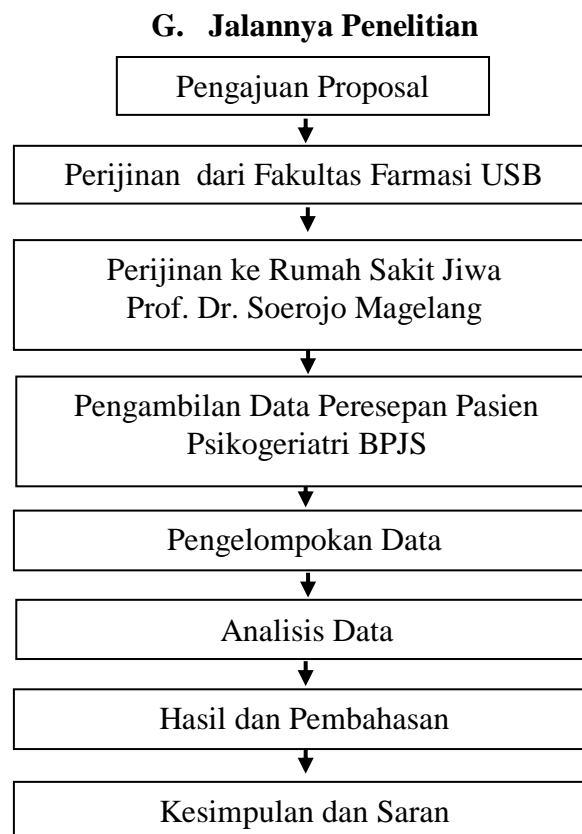 G. Jalannya Penelitian
Pengajuan Proposal
Perijinan dari Fakultas Farmasi USB
Perijinan ke Rumah Sakit Jiwa
Prof. Dr. Soerojo Magelang
Pengambilan Data Peresepan Pasien
Psikogeriatri BPJS
Pengelompokan Data
Analisis Data
Hasil dan Pembahasan
Kesimpulan dan Saran